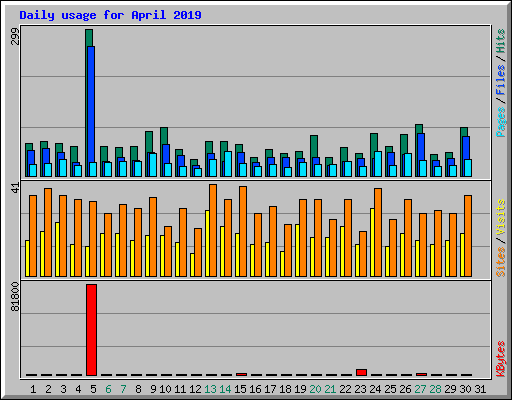 Daily usage for April 2019
299
Pages / Files / Hits
41
Sites / Visits
81800
KBytes
1 2 3 4 5 6 7 8 9 10 11 12 13 14 15 16 17 18 19 20 21 22 23 24 25 26 27 28 29 30 31